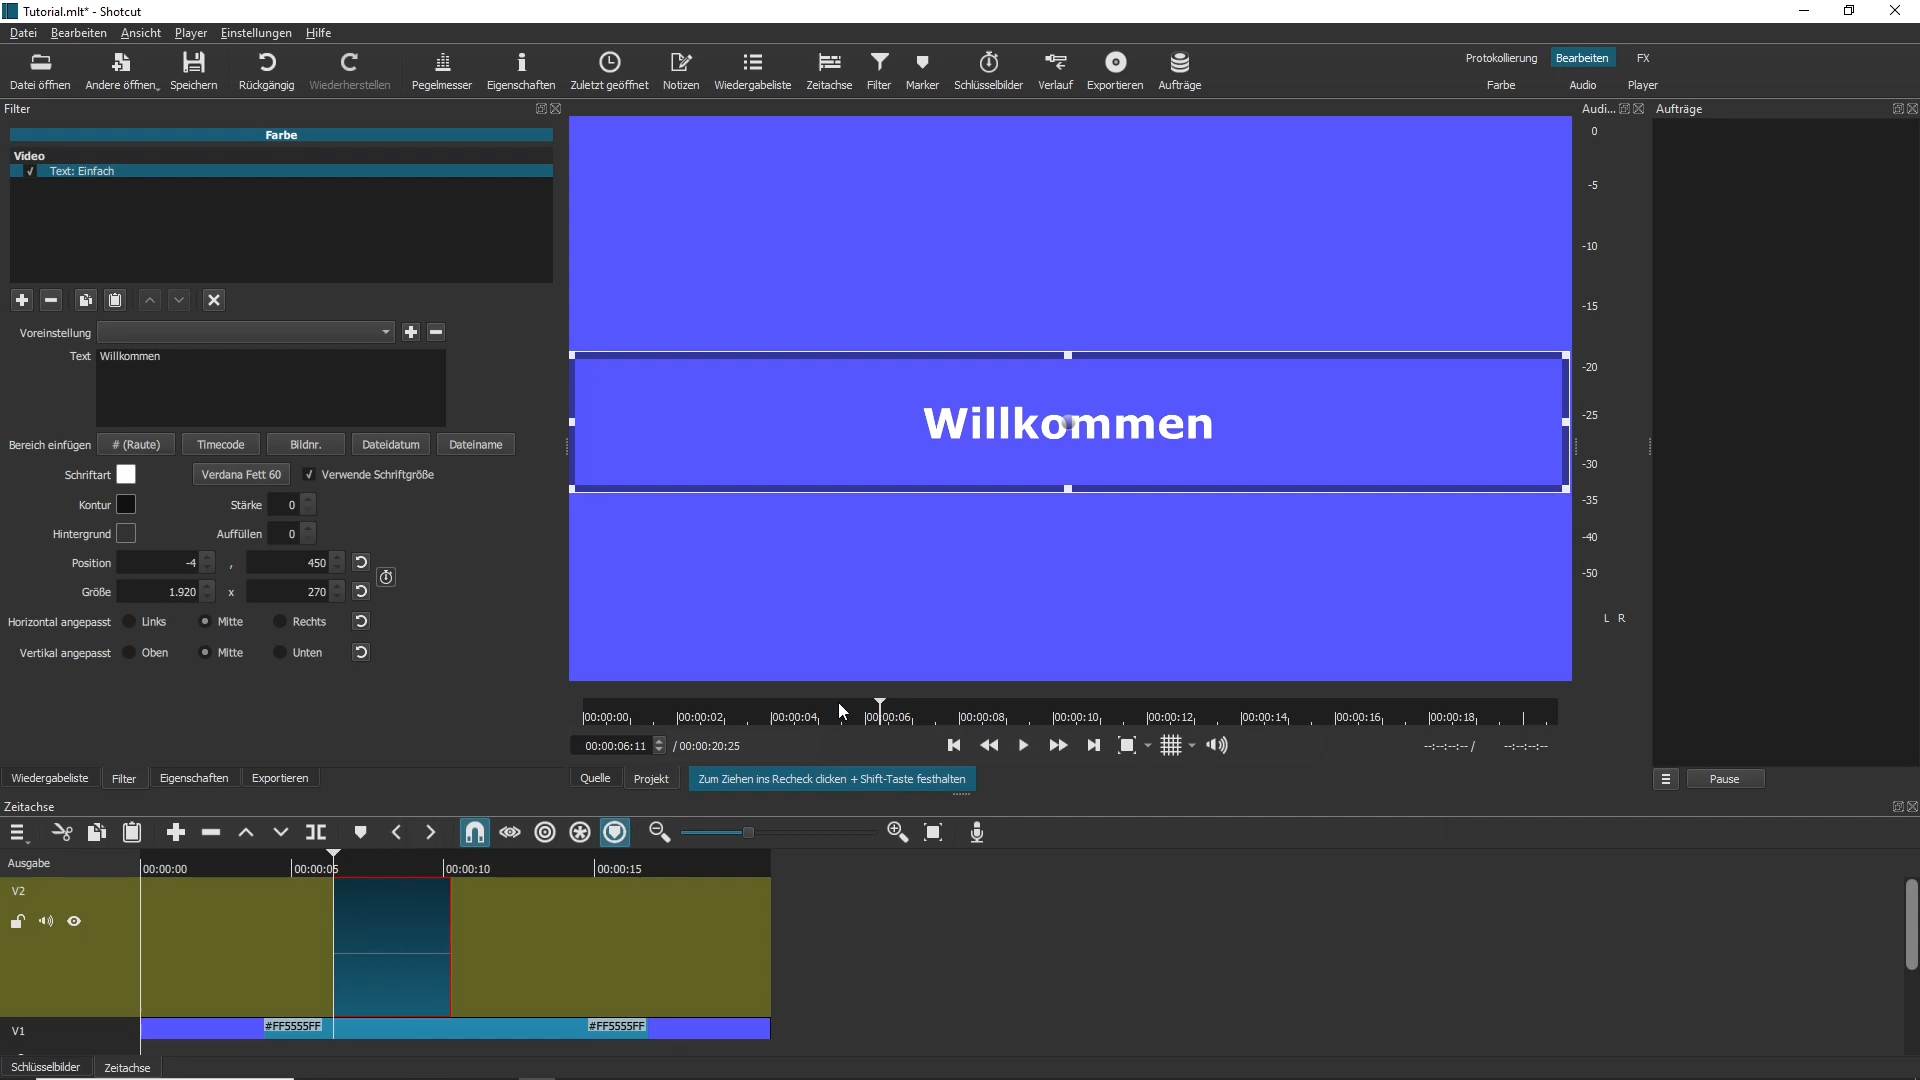 Tutorial.mlt* - Shotcut
Datei Bearbeiten Ansicht Player Einstellungen Hilfe
Datei öffnen Andere öffnen Speichern Rückgängig Wiederherstellen Pegelmesser Eigenschaften Zuletzt geöffnet Notizen Wiedergabeliste Zeitachse Filter Marker Schlüsselbilder Verlauf Exportieren Aufträge
Protokollierung Bearbeiten FX
Farbe Audio Player
Filter
Farbe
Video
Text: Einfach
Voreinstellung
Text Willkommen
Bereich einfügen # (Raute) Timecode Bildnr. Dateidatum Dateiname
Schriftart Verdana Fett 60 Verwende Schriftgröße
Kontur Stärke 0
Hintergrund Auffüllen 0
Position -4 , 450
Größe 1.920 x 270
Horizontal angepasst Links Mitte Rechts
Vertikal angepasst Oben Mitte Unten
Wiedergabeliste Filter Eigenschaften Exportieren
Willkommen
00:00:00 00:00:02 00:00:04 00:00:06 00:00:08 00:00:10 00:00:12 00:00:14 00:00:16 00:00:18
00:00:06:11 / 00:00:20:25
--:--:--:-- / --:--:--:--
Quelle Projekt Zum Ziehen ins Recheck clicken + Shift-Taste festhalten
Audi...
0
-5
-10
-15
-20
-25
-30
-35
-40
-50
L R
Aufträge
Pause
Zeitachse
Ausgabe
00:00:00 00:00:05 00:00:10 00:00:15
V2
V1
#FF5555FF #FF5555FF
Schlüsselbilder Zeitachse